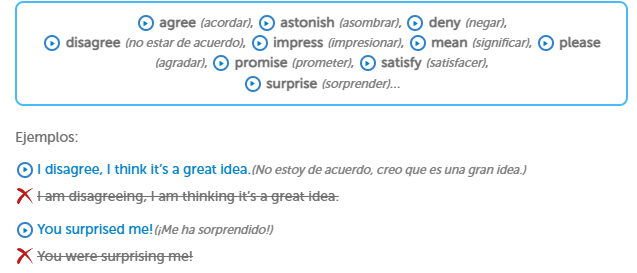 agree (acordar), astonish (asombrar), deny (negar),
disagree (no estar de acuerdo), impress (impresionar), mean (significar), please
(agradar), promise (prometer), satisfy (satisfacer),
surprise (sorprender)...
Ejemplos:
I disagree, I think it's a great idea.(No estoy de acuerdo, creo que es una gran idea.)
I am disagreeing, I am thinking it's a great idea.
You surprised me!(¡Me ha sorprendido!)
You were surprising me!